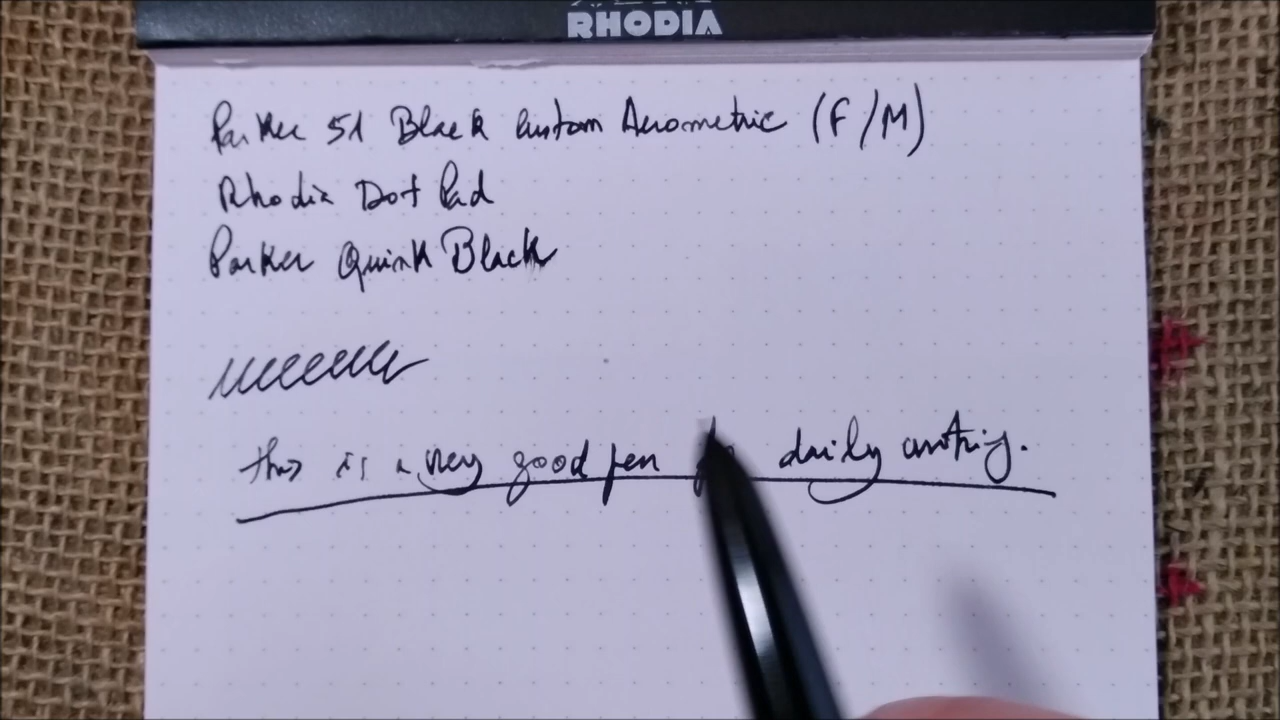 RHODIA
Parker 51 Black Custom Aerometric (F/M)
Rhodia Dot Pad
Parker Quink Black
this is a very good pen daily writing.